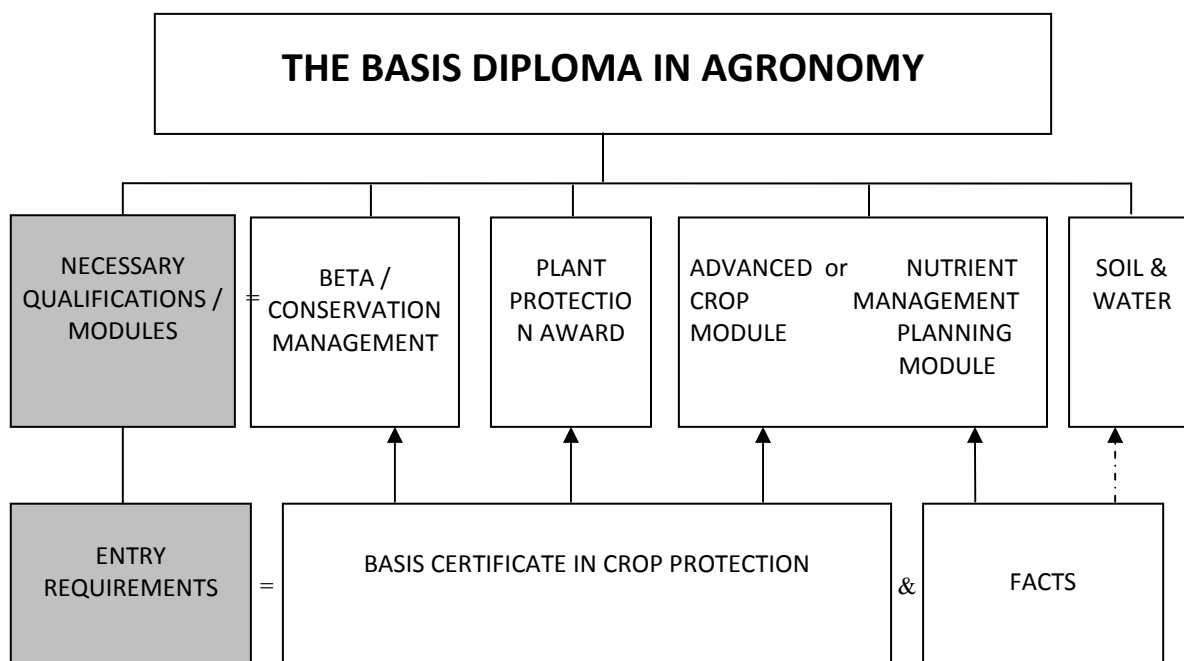 THE BASIS DIPLOMA IN AGRONOMY
NECESSARY
QUALIFICATIONS /
MODULES
=
BETA /
CONSERVATION
MANAGEMENT
PLANT
PROTECTIO
N AWARD
ADVANCED or NUTRIENT
CROP MANAGEMENT
MODULE PLANNING
MODULE
SOIL &
WATER
ENTRY
REQUIREMENTS
=
BASIS CERTIFICATE IN CROP PROTECTION
&
FACTS